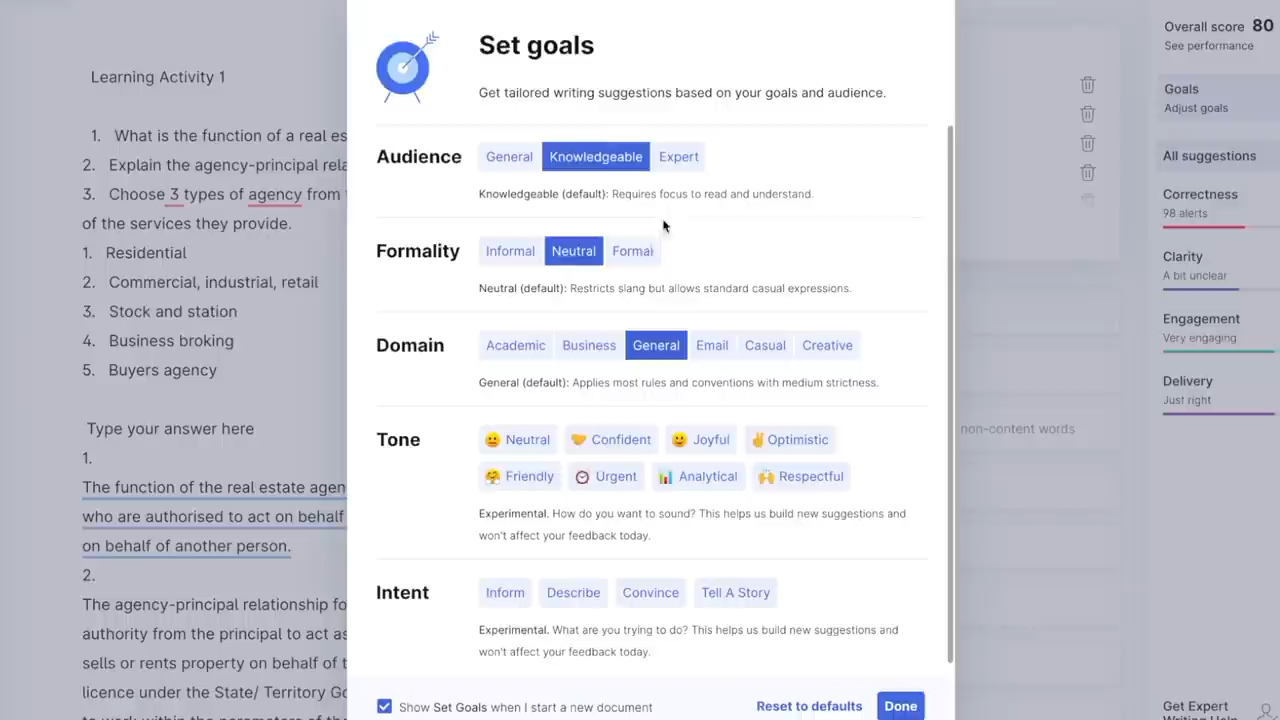 Learning Activity 1
1. What is the function of a real es
2. Explain the agency-principal rela
3. Choose 3 types of agency from
of the services they provide.
1. Residential
2. Commercial, industrial, retail
3. Stock and station
4. Business broking
5. Buyers agency
Type your answer here
1.
The function of the real estate agen
who are authorised to act on behalf
on behalf of another person.
2.
The agency-principal relationship fo
authority from the principal to act as
sells or rents property on behalf of t
licence under the State/ Territory Go
to work within the parameters of the
Set goals
Get tailored writing suggestions based on your goals and audience.
Audience
General Knowledgeable Expert
Knowledgeable (default): Requires focus to read and understand.
Formality
Informal Neutral Formal
Neutral (default): Restricts slang but allows standard casual expressions.
Domain
Academic Business General Email Casual Creative
General (default): Applies most rules and conventions with medium strictness.
Tone
Neutral Confident Joyful Optimistic
Friendly Urgent Analytical Respectful
Experimental. How do you want to sound? This helps us build new suggestions and
won't affect your feedback today.
Intent
Inform Describe Convince Tell A Story
Experimental. What are you trying to do? This helps us build new suggestions and
won't affect your feedback today.
Show Set Goals when I start a new document
Reset to defaults Done
non-content words
Overall score 80
See performance
Goals
Adjust goals
All suggestions
Correctness
98 alerts
Clarity
A bit unclear
Engagement
Very engaging
Delivery
Just right
Get Expert
Writing Help